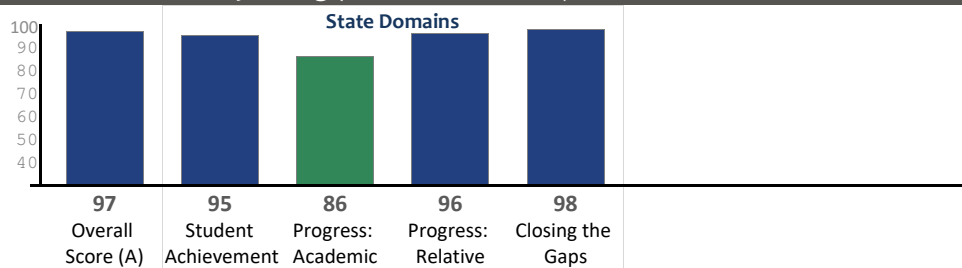 State Domains
100
90
80
70
60
50
40
97 95 86 96 98
Overall Student Progress: Progress: Closing the
Score (A) Achievement Academic Relative Gaps